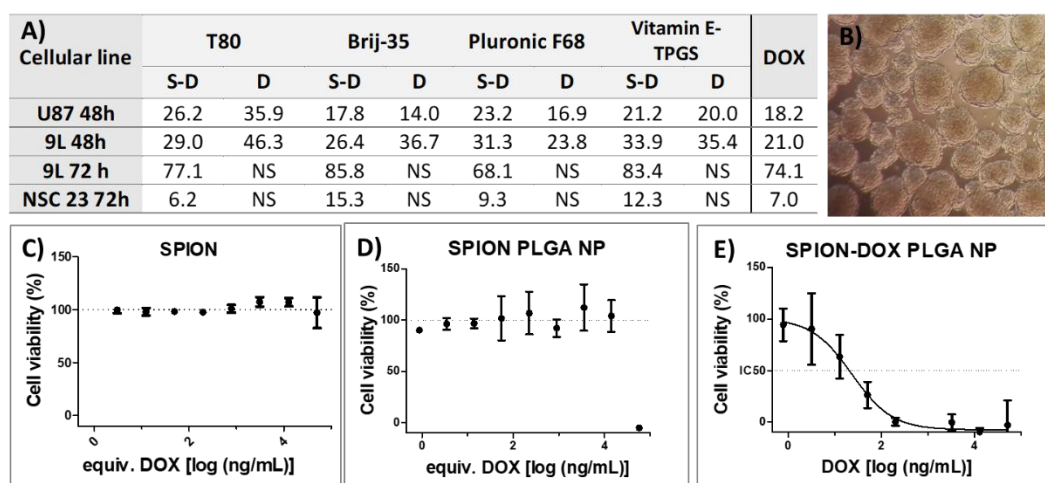 A)
Cellular line
T80 Brij-35 Pluronic F68 Vitamin E-
TPGS DOX
S-D D S-D D S-D D S-D D
U87 48h 26.2 35.9 17.8 14.0 23.2 16.9 21.2 20.0 18.2
9L 48h 29.0 46.3 26.4 36.7 31.3 23.8 33.9 35.4 21.0
9L 72 h 77.1 NS 85.8 NS 68.1 NS 83.4 NS 74.1
NSC 23 72h 6.2 NS 15.3 NS 9.3 NS 12.3 NS 7.0
B)
C)
SPION
Cell viability (%)
150
100
50
0
0 2 4
equiv. DOX [log (ng/mL)]
D)
SPION PLGA NP
Cell viability (%)
150
100
50
0
0 2 4
equiv. DOX [log (ng/mL)]
E)
SPION-DOX PLGA NP
Cell viability (%)
150
100
IC50
0
0 2 4
DOX [log (ng/mL)]